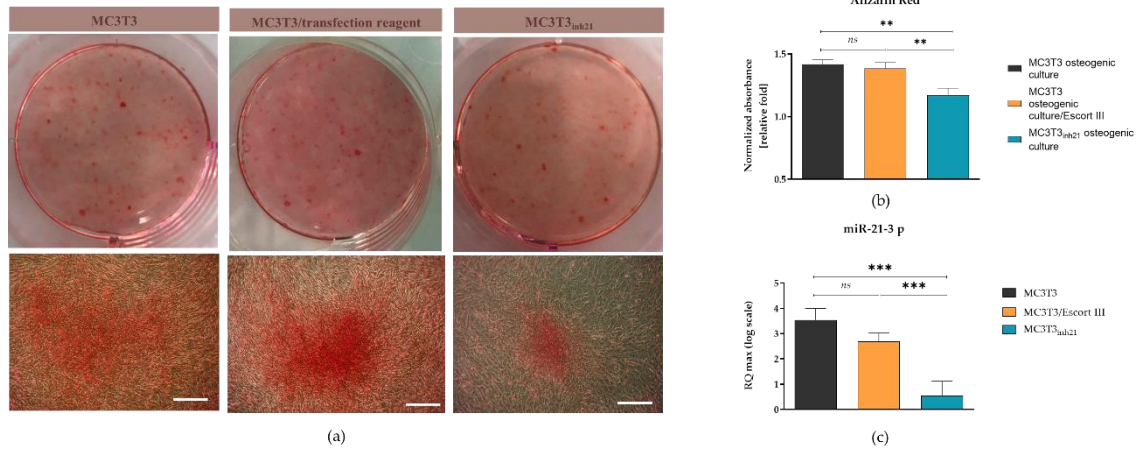 MC3T3
MC3T3/transfection reagent
MC3T3inh21
(a)
Alizarin Red
**
ns
**
1.5
1.0
0.5
Normalized absorbance
[relative fold]
MC3T3 osteogenic
culture
MC3T3
osteogenic
culture/Escort III
MC3T3inh21 osteogenic
culture
(b)
miR-21-3 p
***
ns
***
5
4
3
2
1
0
RQ max (log scale)
MC3T3
MC3T3/Escort III
MC3T3inh21
(c)